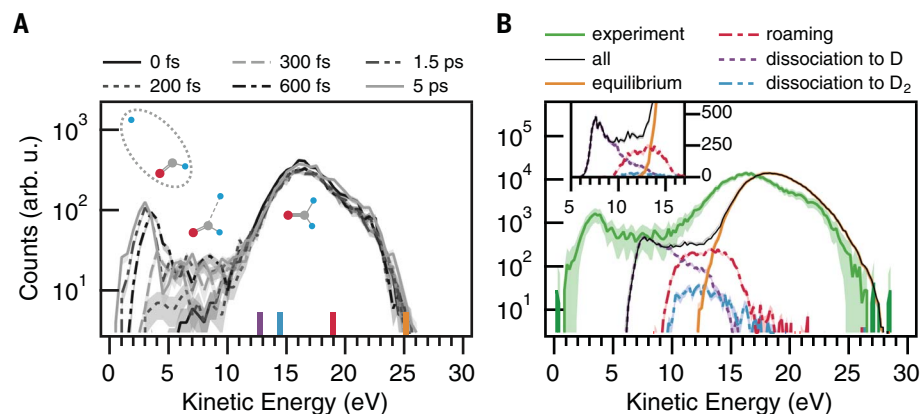 A
0 fs 300 fs 1.5 ps
200 fs 600 fs 5 ps
Counts (arb. u.)
10³
10²
10¹
0 5 10 15 20 25 30
Kinetic Energy (eV)
B
experiment roaming
all dissociation to D
equilibrium dissociation to D₂
10⁵
10⁴
10³
10²
10¹
500
250
0
5 10 15
0 5 10 15 20 25 30
Kinetic Energy (eV)